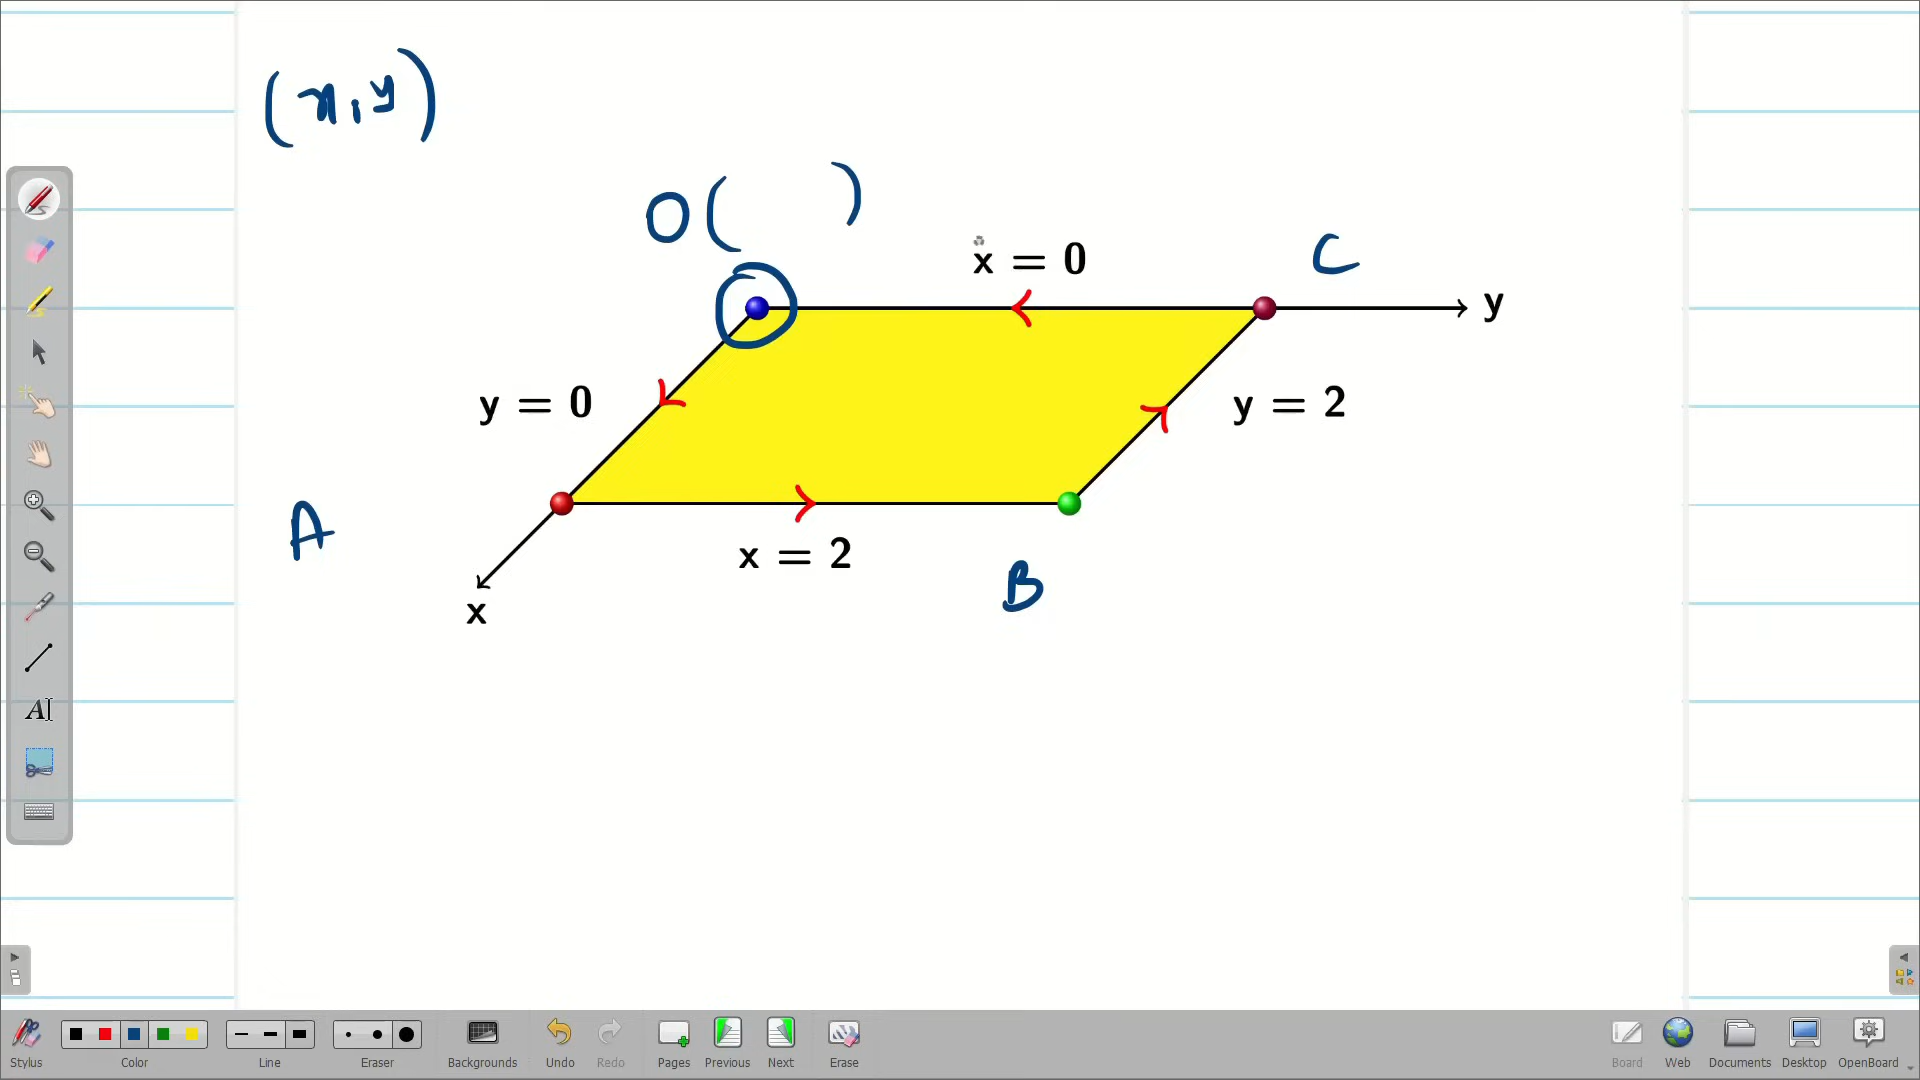 (x,y)
O( )
x = 0
C
y
y = 0
y = 2
A
x = 2
B
x
A
Stylus
Color
Line
Eraser
Backgrounds
Undo
Redo
Pages
Previous
Next
Erase
Board
Web
Documents
Desktop
OpenBoard